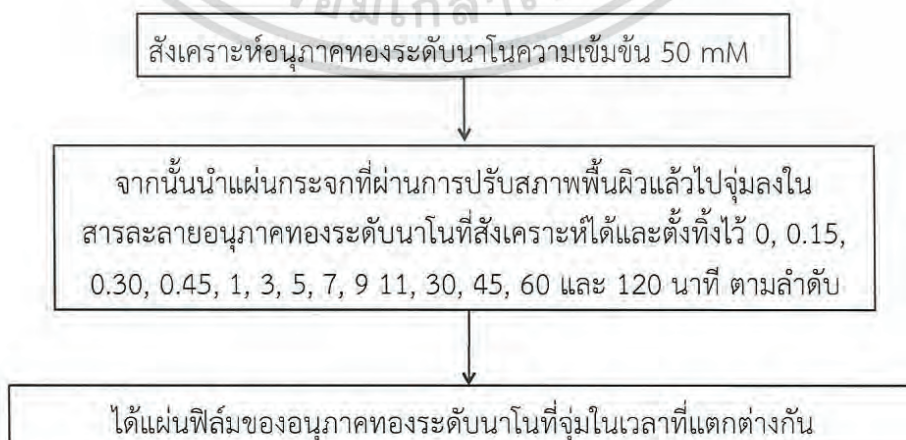 สังเคราะห์อนุภาคทองระดับนาโนความเข้มข้น 50 mM
จากนั้นนำแผ่นกระจกที่ผ่านการปรับสภาพพื้นผิวแล้วไปจุ่มลงใน
สารละลายอนุภาคทองระดับนาโนที่สังเคราะห์ได้และตั้งทิ้งไว้ 0, 0.15,
0.30, 0.45, 1, 3, 5, 7, 9 11, 30, 45, 60 และ 120 นาที ตามลำดับ
ได้แผ่นฟิล์มของอนุภาคทองระดับนาโนที่จุ่มในเวลาที่แตกต่างกัน